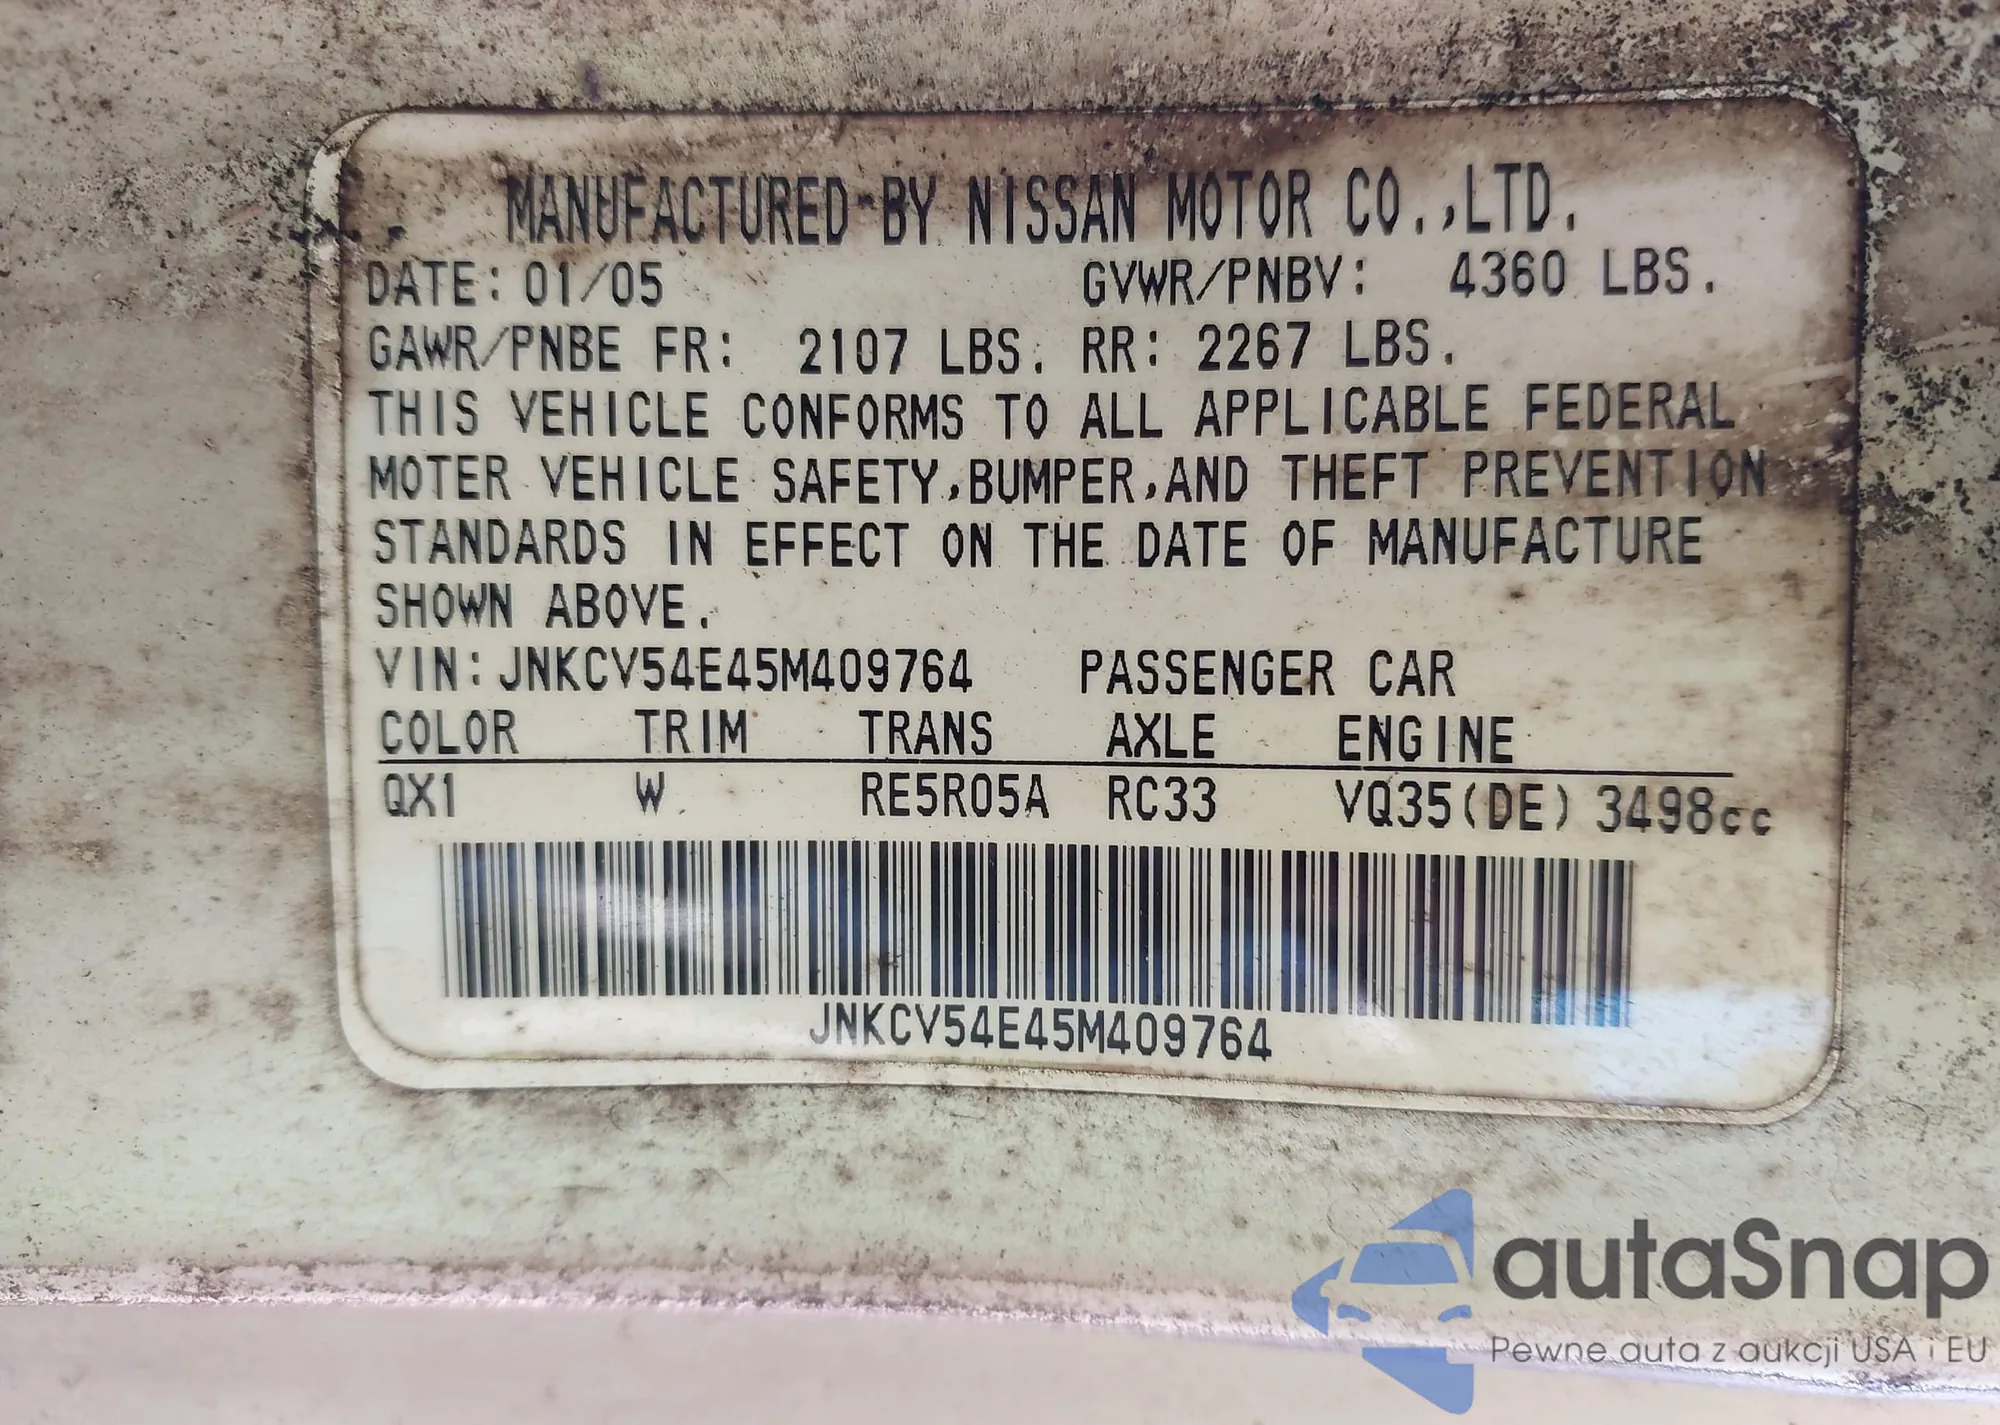 MANUFACTURED BY NISSAN MOTOR CO.,LTD.
DATE: 01/05 GVWR/PNBV: 4360 LBS.
GAWR/PNBE FR: 2107 LBS. RR: 2267 LBS.
THIS VEHICLE CONFORMS TO ALL APPLICABLE FEDERAL
MOTER VEHICLE SAFETY,BUMPER,AND THEFT PREVENTION
STANDARDS IN EFFECT ON THE DATE OF MANUFACTURE
SHOWN ABOVE.
VIN:JNKCV54E45M409764 PASSENGER CAR
COLOR TRIM TRANS AXLE ENGINE
QX1 W RE5R05A RC33 VQ35(DE) 3498cc
JNKCV54E45M409764
autaSnap
Pewne auta z aukcji USA i EU